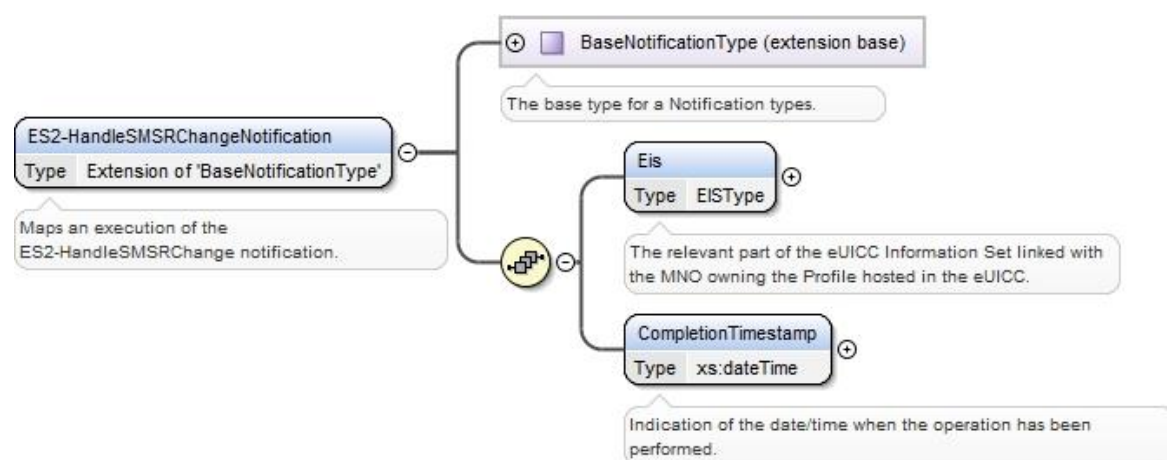 BaseNotificationType (extension base)
The base type for a Notification types.
ES2-HandleSMSRChangeNotification
Type Extension of 'BaseNotificationType'
Maps an execution of the
ES2-HandleSMSRChange notification.
Eis
Type EISType
The relevant part of the eUICC Information Set linked with
the MNO owning the Profile hosted in the eUICC.
CompletionTimestamp
Type xs:dateTime
Indication of the date/time when the operation has been
performed.